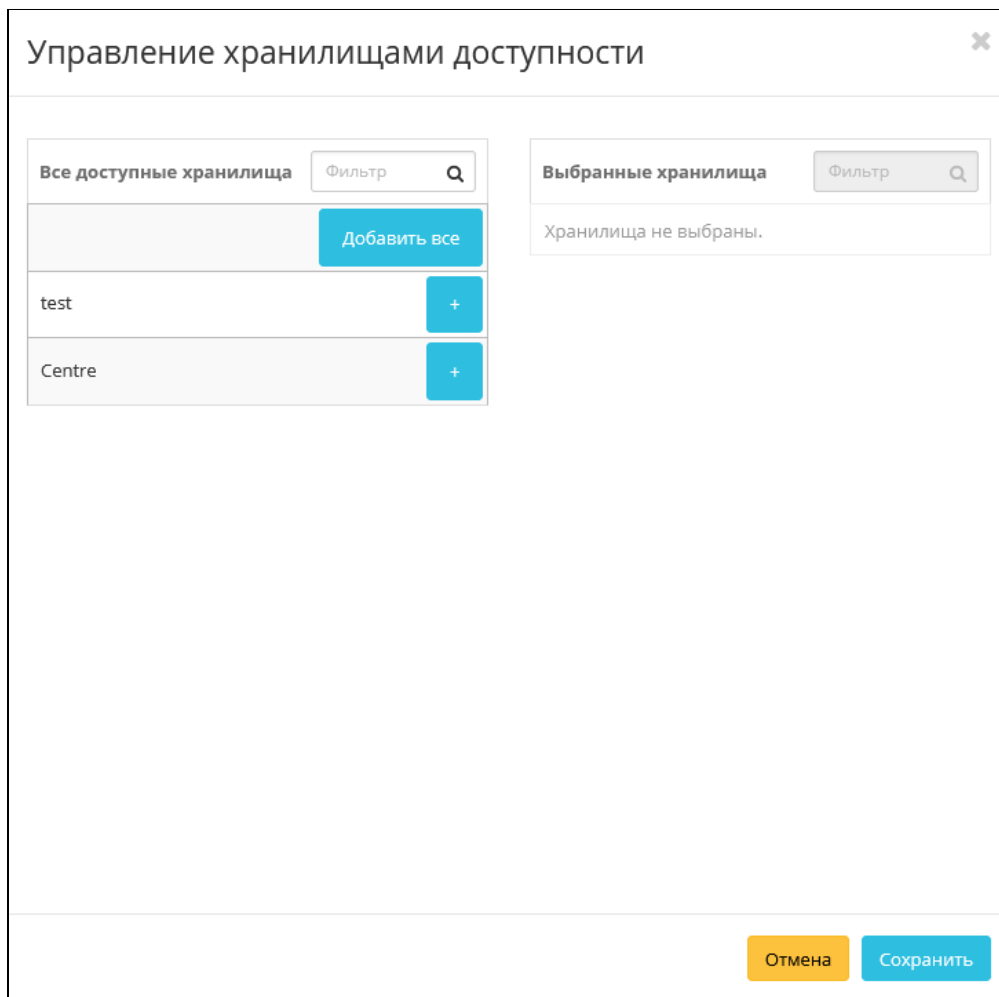 Управление хранилищами доступности
Все доступные хранилища
Фильтр
Добавить все
test
+
Centre
+
Выбранные хранилища
Фильтр
Хранилища не выбраны.
Отмена
Сохранить